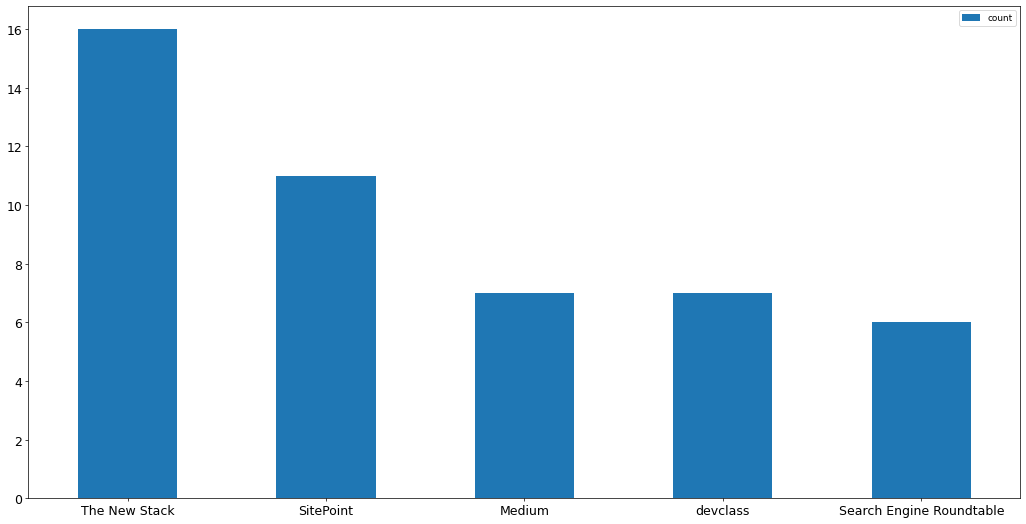 count
16
14
12
10
8
6
4
2
0
The New Stack
SitePoint
Medium
devclass
Search Engine Roundtable